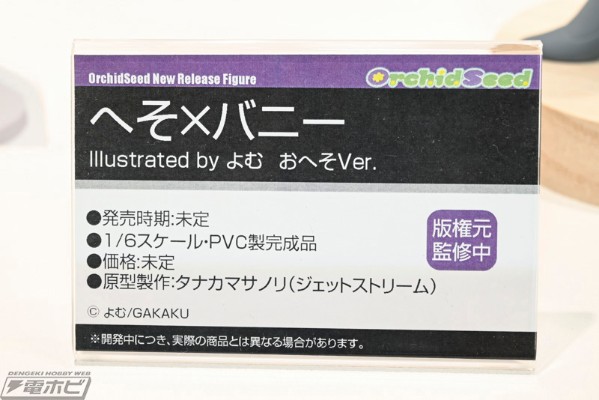 OrchidSeed New Release Figure
OrchidSeed
へそ×バニー
Illustrated by よむ おへそVer.
●発売時期:未定
●1/6スケール・PVC製完成品
●価格:未定
●原型製作:タナカマサノリ(ジェットストリーム)
版権元
監修中
© よむ/GAKAKU
※開発中につき、実際の商品とは異なる場合があります。
DENGEKI HOBBY WEB
電ホビ